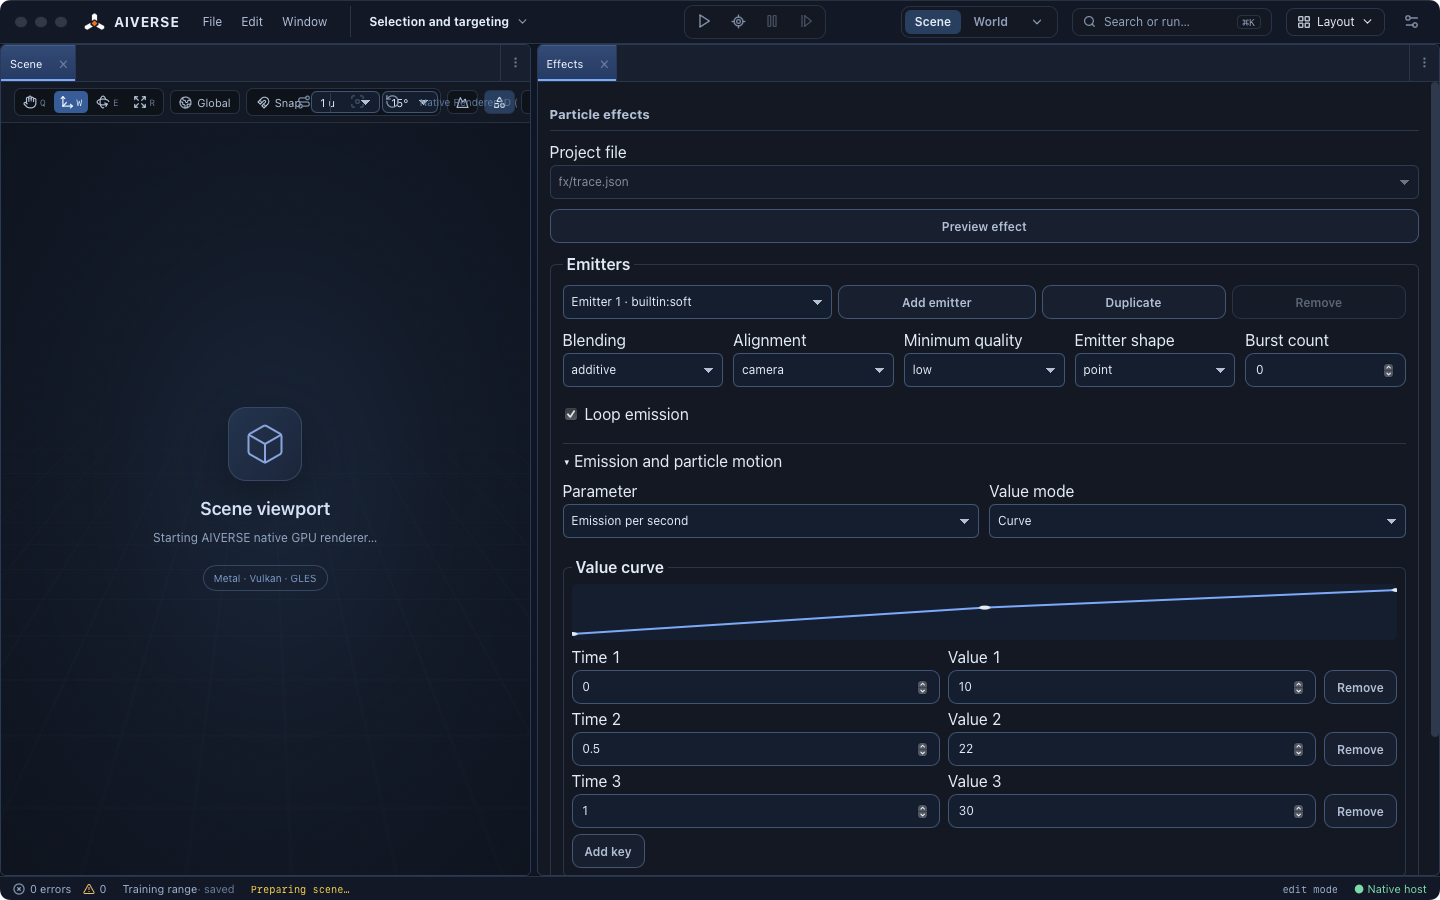 AIVERSE File Edit Window Selection and targeting Scene World Search or run... ⌘K Layout
Scene
Effects
Q W E R Global Snap 1 u 15°
Particle effects
Project file
fx/trace.json
Preview effect
Emitters
Emitter 1 · builtin:soft Add emitter Duplicate Remove
Blending Alignment Minimum quality Emitter shape Burst count
additive camera low point 0
Loop emission
Emission and particle motion
Parameter Value mode
Emission per second Curve
Value curve
Time 1 Value 1
0 10 Remove
Time 2 Value 2
0.5 22 Remove
Time 3 Value 3
1 30 Remove
Add key
Scene viewport
Starting AIVERSE native GPU renderer...
Metal · Vulkan · GLES
0 errors 0 Training range · saved Preparing scene… edit mode Native host